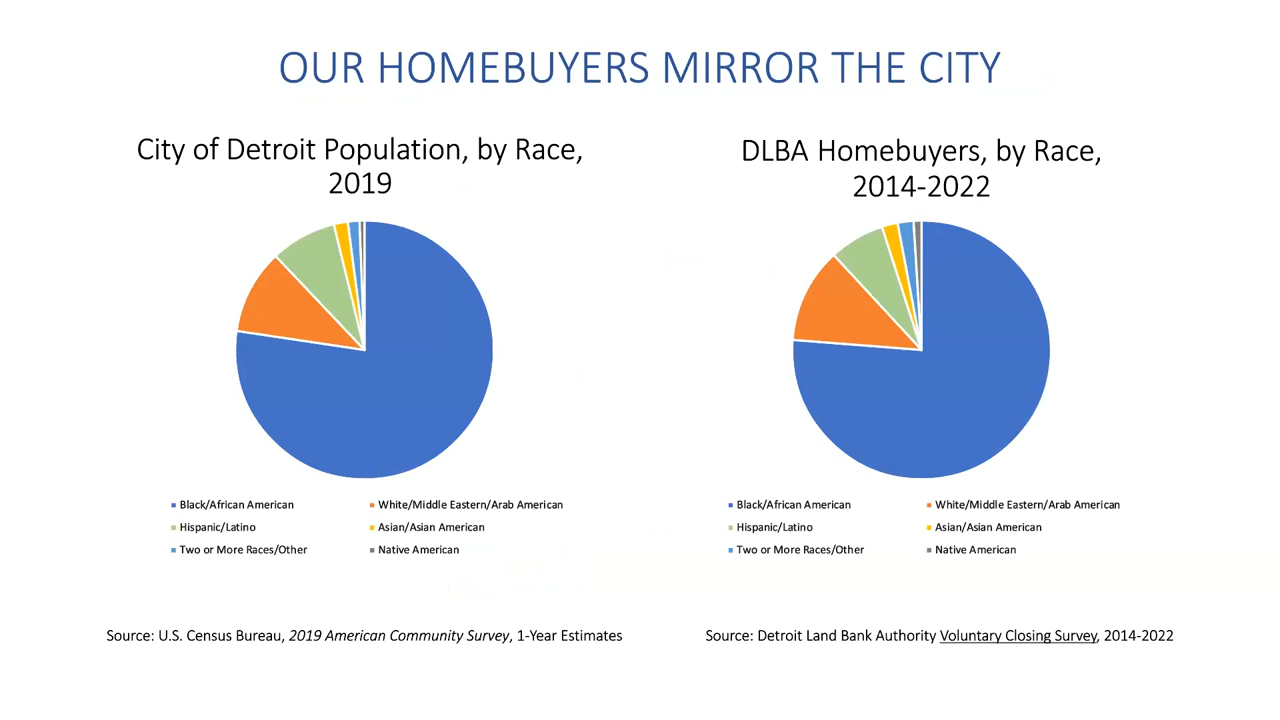 OUR HOMEBUYERS MIRROR THE CITY
City of Detroit Population, by Race,
2019
Black/African American
White/Middle Eastern/Arab American
Hispanic/Latino
Asian/Asian American
Two or More Races/Other
Native American
Source: U.S. Census Bureau, 2019 American Community Survey, 1-Year Estimates
DLBA Homebuyers, by Race,
2014-2022
Black/African American
White/Middle Eastern/Arab American
Hispanic/Latino
Asian/Asian American
Two or More Races/Other
Native American
Source: Detroit Land Bank Authority Voluntary Closing Survey, 2014-2022